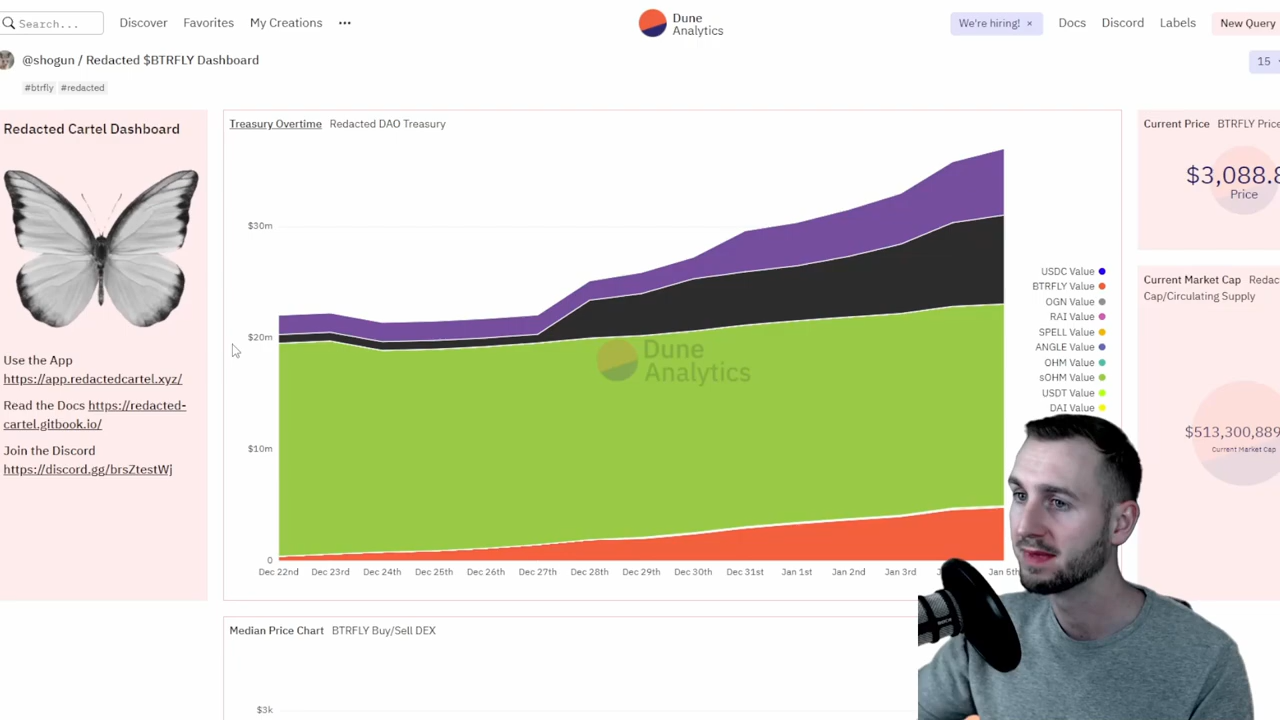 Search...
Discover
Favorites
My Creations
Dune
Analytics
We're hiring! ×
Docs
Discord
Labels
New Query
@shogun / Redacted $BTRFLY Dashboard
15
#btrfly #redacted
Redacted Cartel Dashboard
Use the App
https://app.redactedcartel.xyz/
Read the Docs https://redacted-
cartel.gitbook.io/
Join the Discord
https://discord.gg/brsZtestWj
Treasury Overtime Redacted DAO Treasury
$30m
$20m
$10m
0
Dec 22nd
Dec 23rd
Dec 24th
Dec 25th
Dec 26th
Dec 27th
Dec 28th
Dec 29th
Dec 30th
Dec 31st
Jan 1st
Jan 2nd
Jan 3rd
Jan 5th
Dune
Analytics
USDC Value
BTRFLY Value
OGN Value
RAI Value
SPELL Value
ANGLE Value
OHM Value
sOHM Value
USDT Value
DAI Value
Current Price BTRFLY Price
$3,088.8
Price
Current Market Cap
Cap/Circulating Supply
$513,300,889
Current Market Cap
Median Price Chart BTRFLY Buy/Sell DEX
$3k